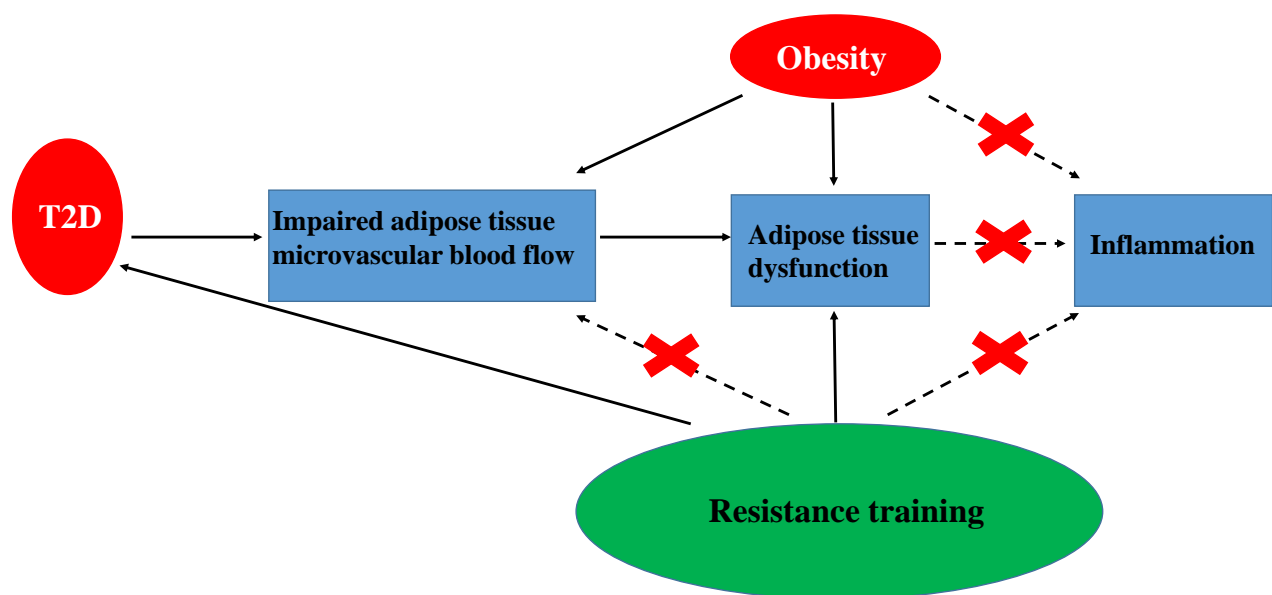 Obesity
T2D
Impaired adipose tissue
microvascular blood flow
Adipose tissue
dysfunction
Inflammation
Resistance training